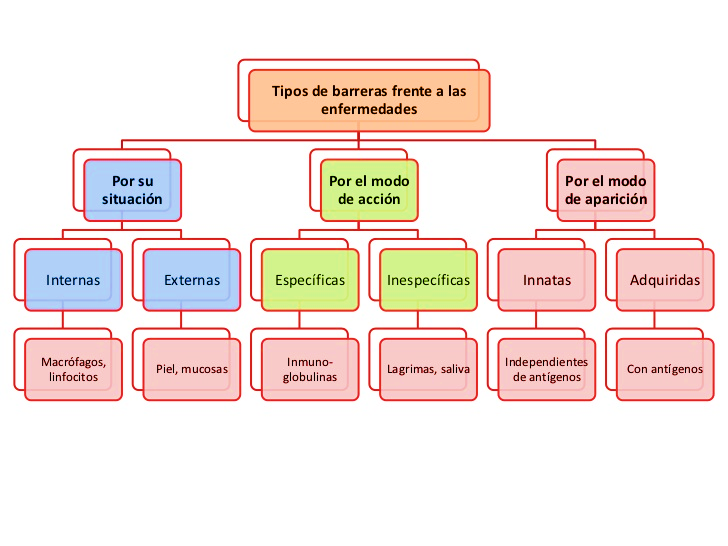 Tipos de barreras frente a las
enfermedades
Por su
situación
Por el modo
de acción
Por el modo
de aparición
Internas
Externas
Específicas
Inespecíficas
Innatas
Adquiridas
Macrófagos,
linfocitos
Piel, mucosas
Inmuno-
globulinas
Lagrimas, saliva
Independientes
de antígenos
Con antígenos